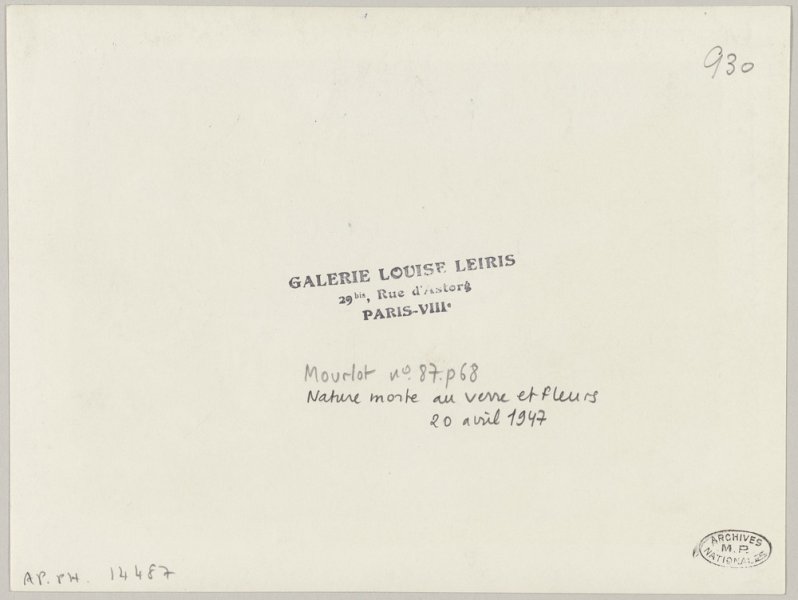 930
GALERIE LOUISE LEIRIS
29bis, Rue d'Astorg
PARIS-VIIIe
Mourlot nº. 87. p68
Nature morte au verre et fleurs
20 avril 1947
AP. PH. 14487
ARCHIVES
M.P.
NATIONALES